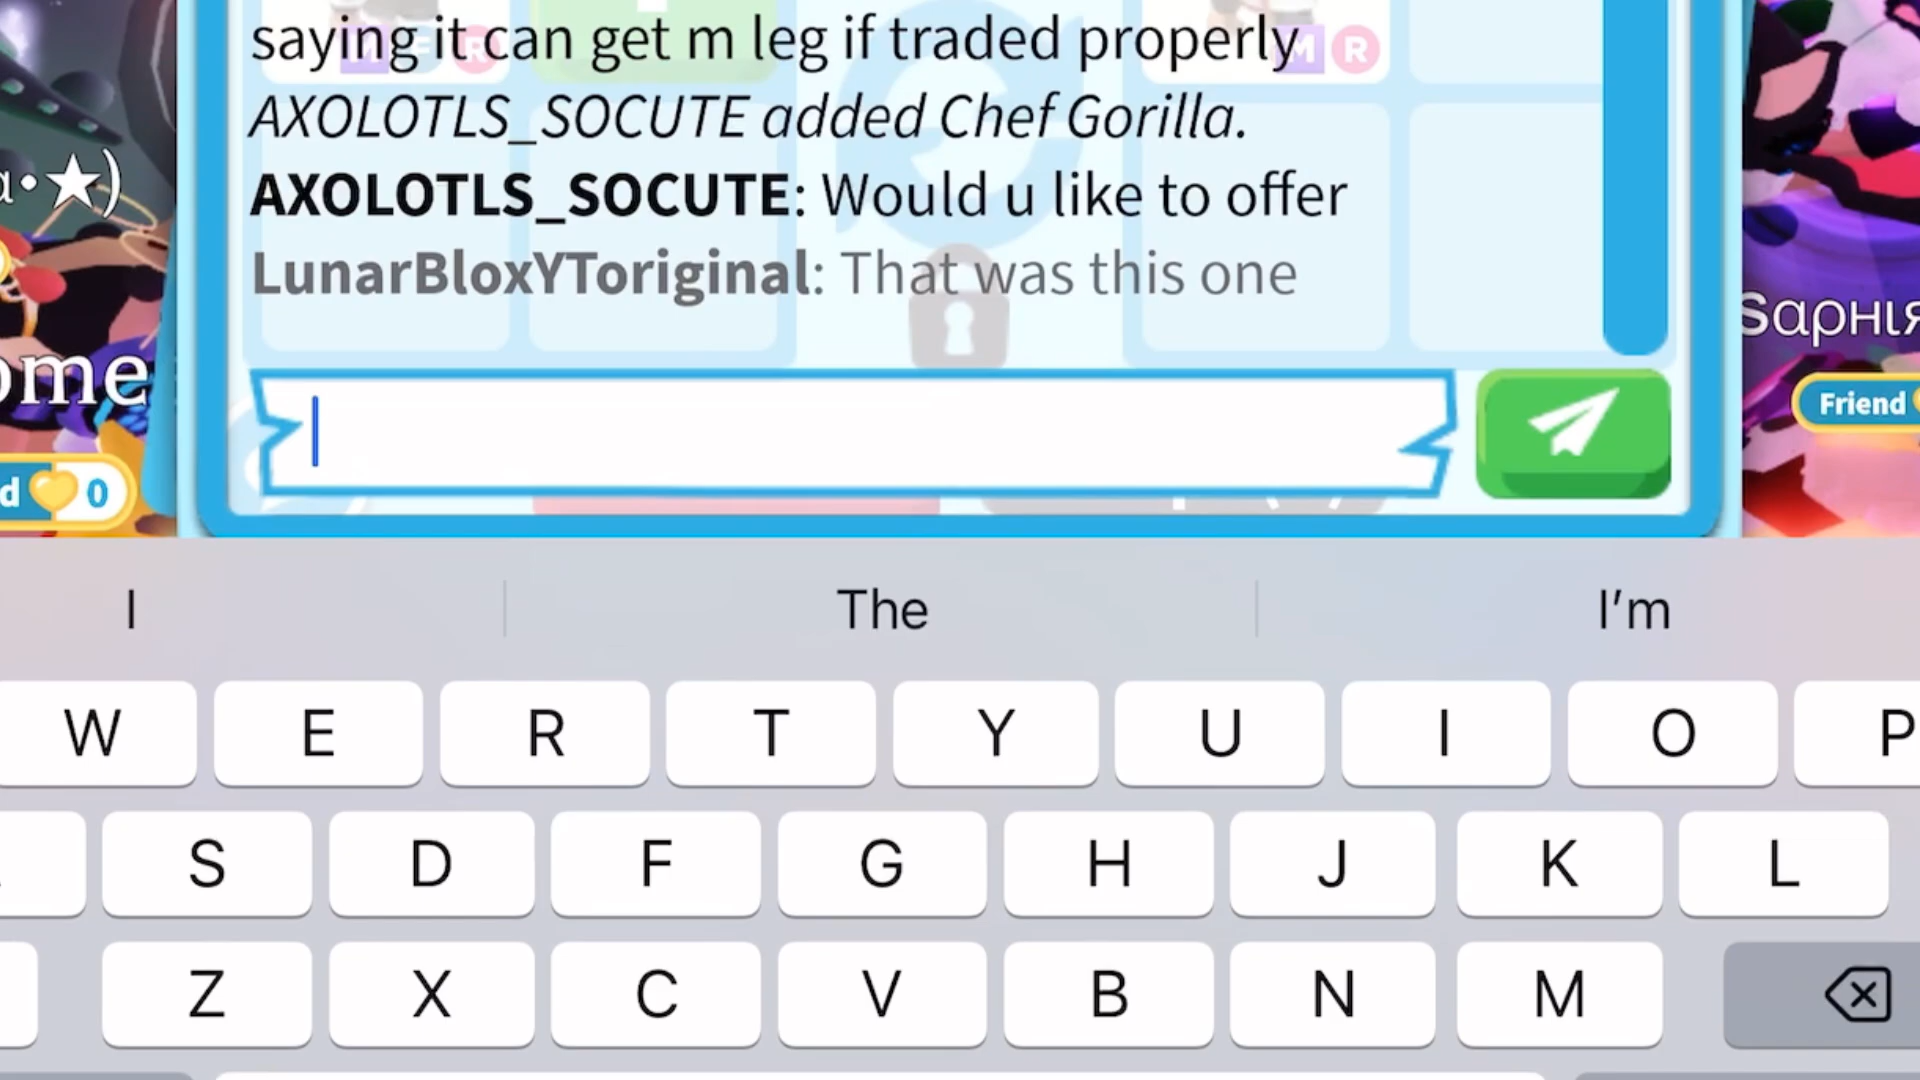 saying it can get m leg if traded properly
M F R
M R
AXOLOTLS_SOCUTE added Chef Gorilla.
AXOLOTLS_SOCUTE: Would u like to offer
LunarBloxYToriginal: That was this one
ome
Friend
d 0
I The I'm
W E R T Y U I O P
S D F G H J K L
Z X C V B N M